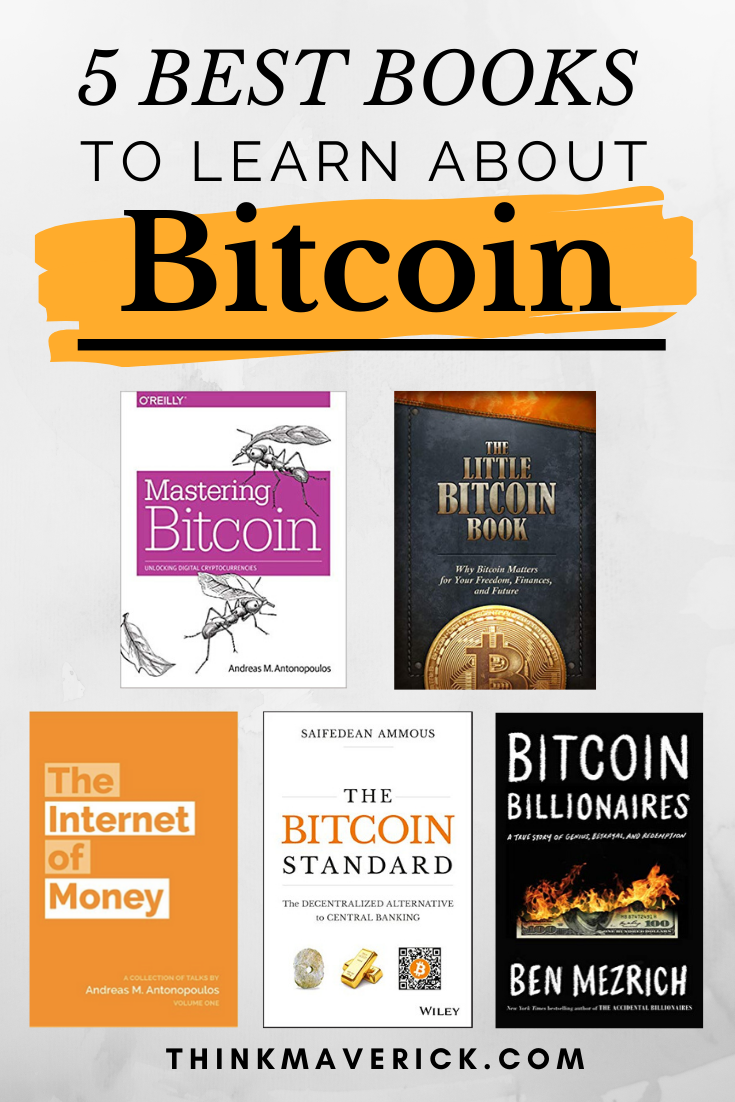 5 BEST BOOKS
TO LEARN ABOUT
Bitcoin
O'REILLY®
Mastering
Bitcoin
UNLOCKING DIGITAL CRYPTOCURRENCIES
Andreas M. Antonopoulos
THE
LITTLE
BITCOIN
BOOK
Why Bitcoin Matters
for Your Freedom, Finances,
and Future
The
Internet
of
Money
A COLLECTION OF TALKS BY
Andreas M. Antonopoulos
VOLUME ONE
SAIFEDEAN AMMOUS
THE
BITCOIN
STANDARD
The DECENTRALIZED ALTERNATIVE
to CENTRAL BANKING
WILEY
BITCOIN
BILLIONAIRES
A TRUE STORY OF GENIUS, BETRAYAL, AND REDEMPTION
100
BEN MEZRICH
New York Times bestselling author of THE ACCIDENTAL BILLIONAIRES
THINKMAVERICK.COM